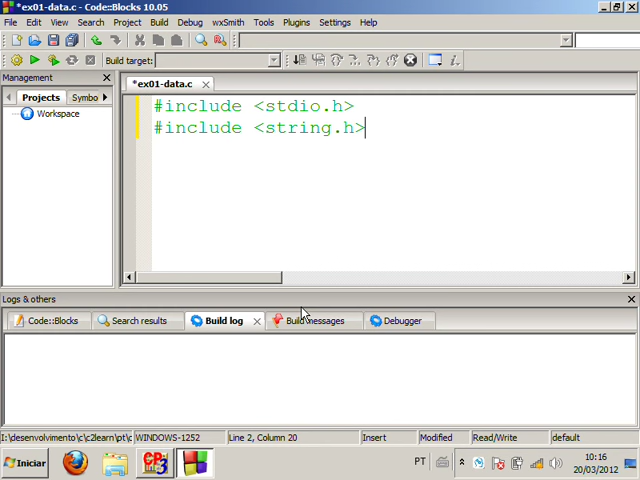 *ex01-data.c - Code::Blocks 10.05
File Edit View Search Project Build Debug wxSmith Tools Plugins Settings Help
Build target:
Management
Projects Symbo
Workspace
*ex01-data.c
#include <stdio.h>
#include <string.h>
Logs & others
Code::Blocks Search results Build log Build messages Debugger
I:\desenvolvimento\c\c2learn\pt\c WINDOWS-1252 Line 2, Column 20 Insert Modified Read/Write default
Iniciar PT 10:16
20/03/2012